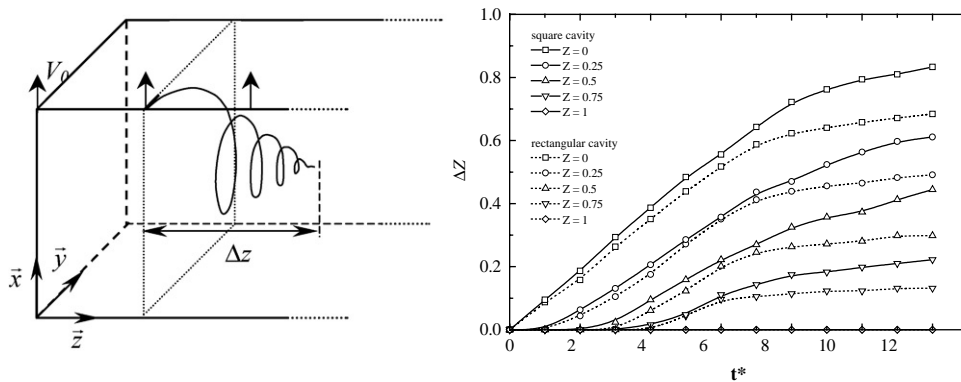 V₀
Δz
x⃗
y⃗
z⃗
1.0
0.8
0.6
0.4
0.2
0.0
ΔZ
square cavity
Z = 0
Z = 0.25
Z = 0.5
Z = 0.75
Z = 1
rectangular cavity
Z = 0
Z = 0.25
Z = 0.5
Z = 0.75
Z = 1
0 2 4 6 8 10 12
t*